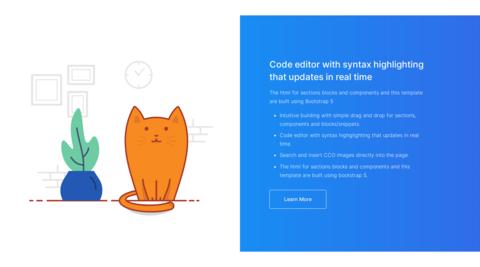 Code editor with syntax highlighting
that updates in real time
The html for sections blocks and components and this template
are built using Bootstrap 5
Intuitive building with simple drag and drop for sections,
components and blocks/snippets.
Code editor with syntax highglighting that updates in real
time.
Search and insert CC0 images directly into the page.
The html for sections blocks and components and this
template are built using bootstrap 5.
Learn More